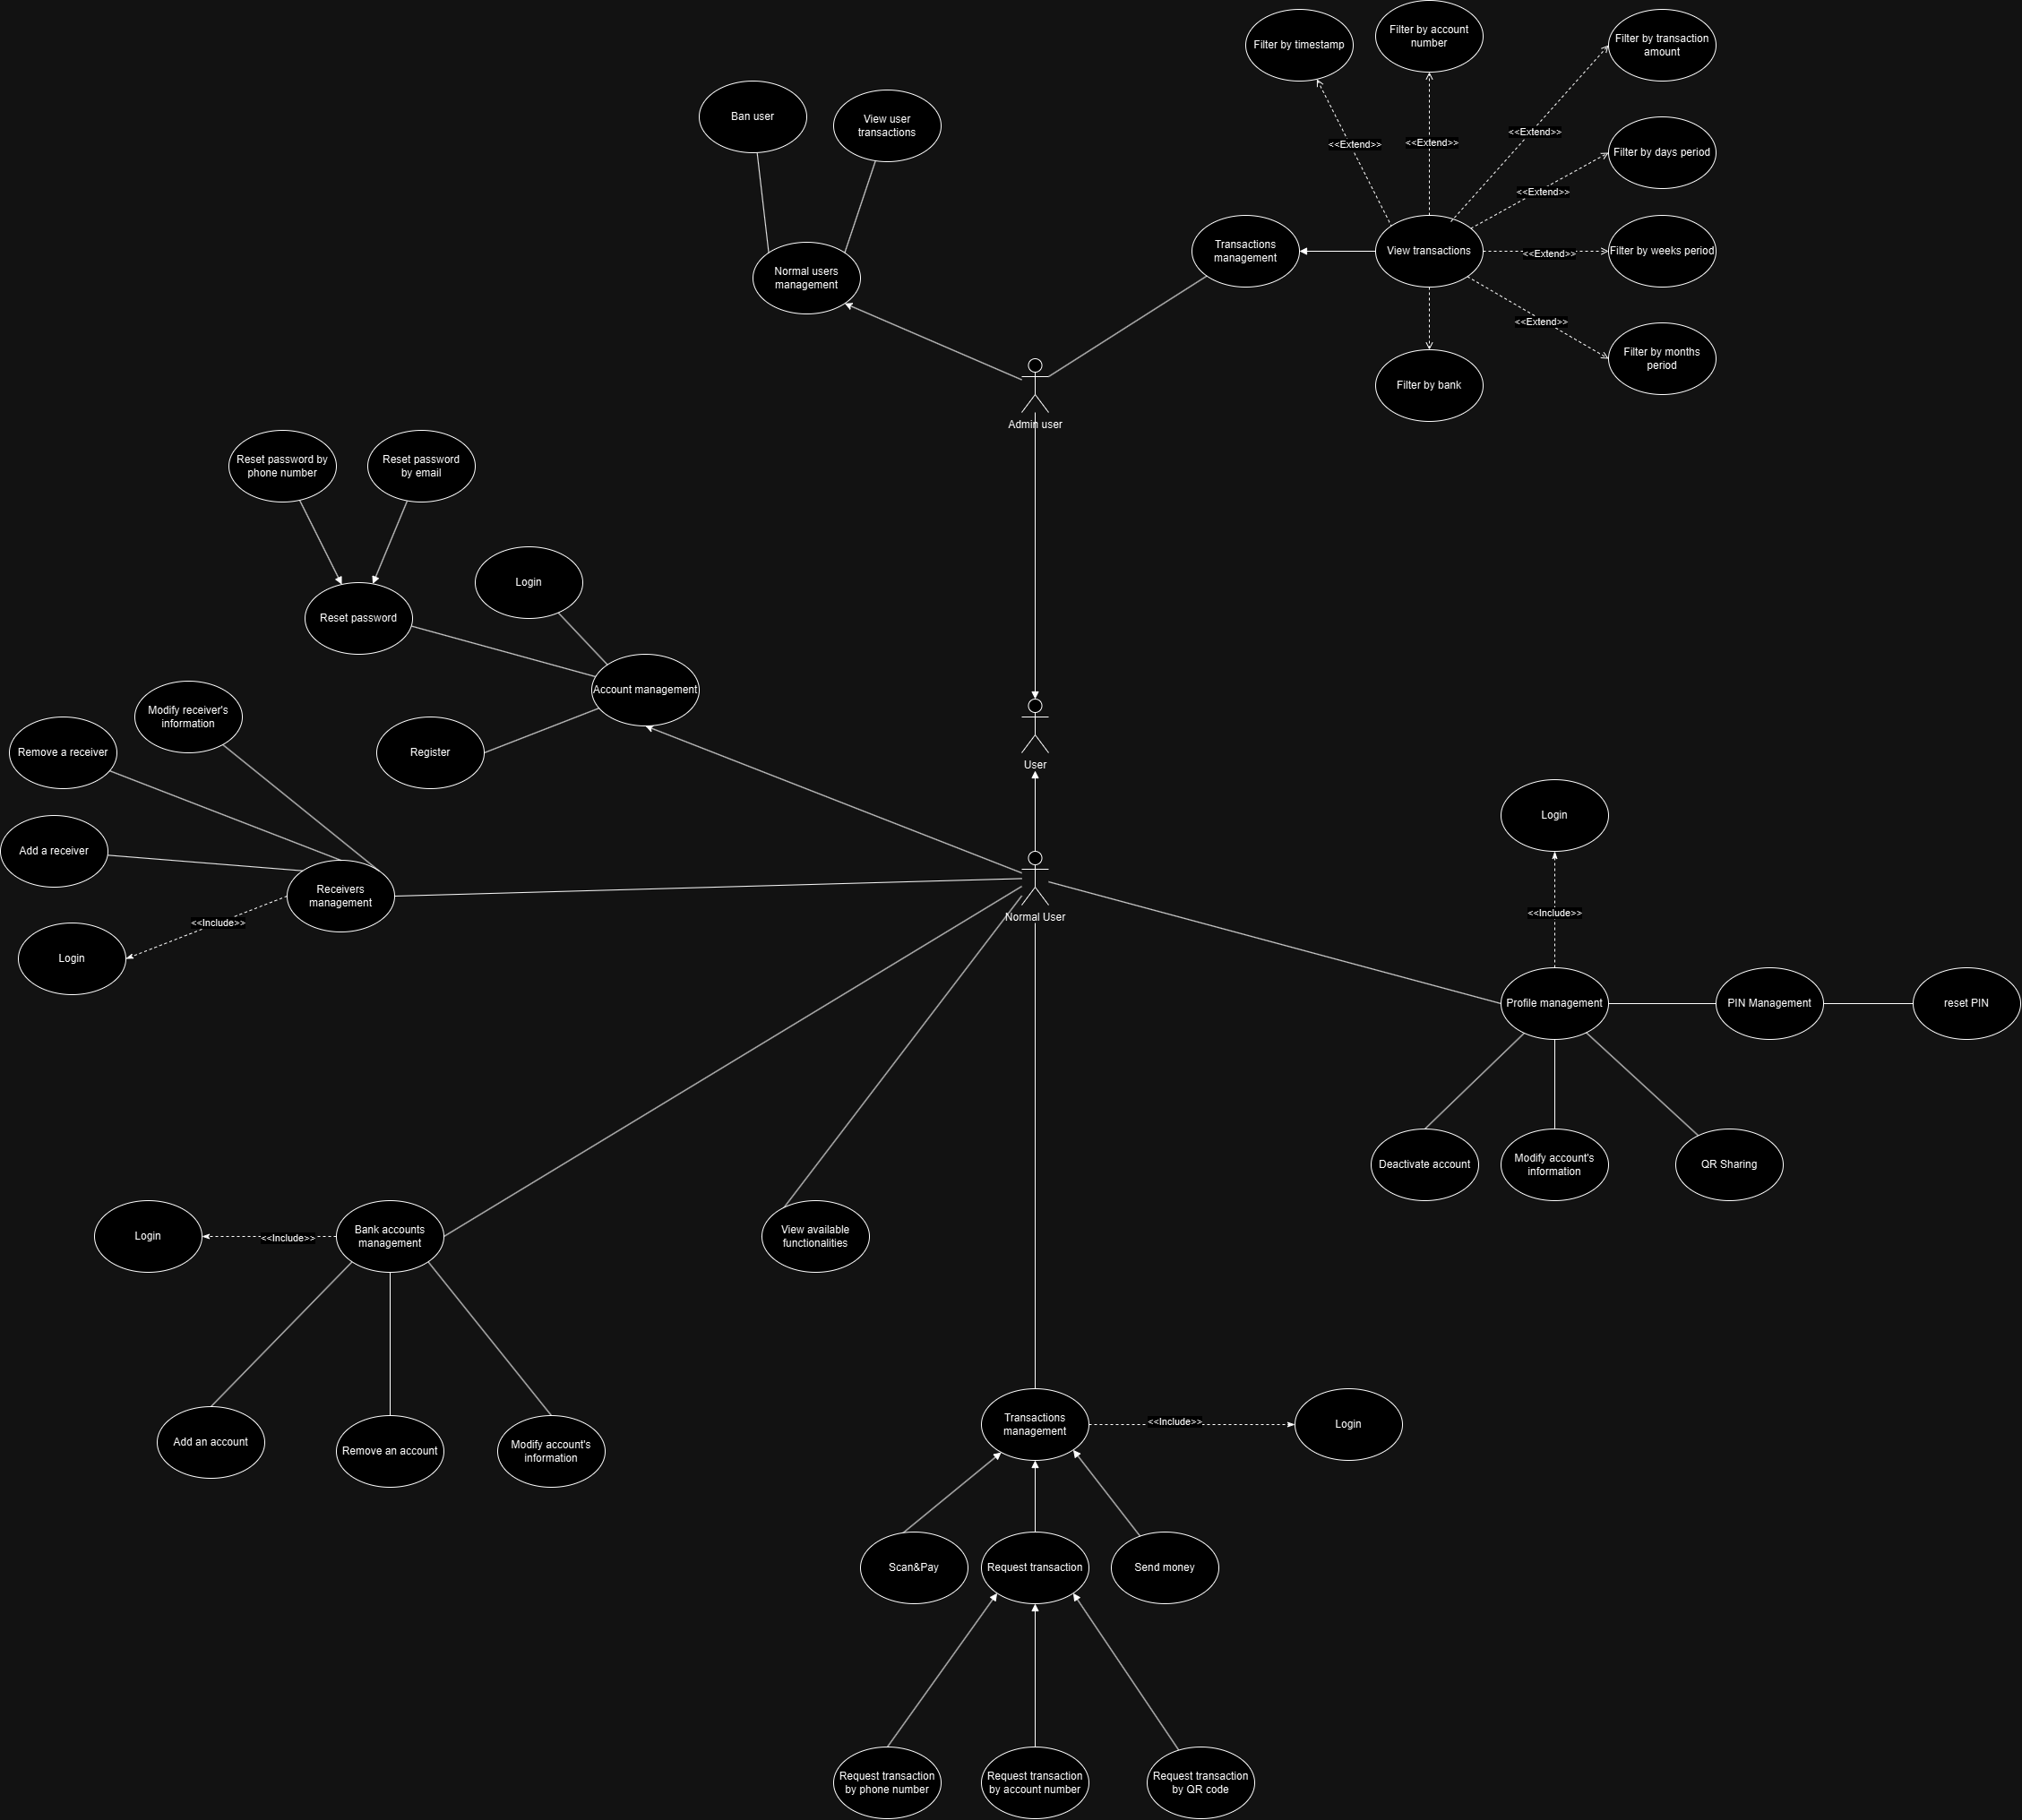 Filter by timestamp
Filter by account
number
Filter by transaction
amount
Ban user
View user
transactions
<<Extend>>
<<Extend>>
<<Extend>>
Filter by days period
<<Extend>>
Normal users
management
Transactions
management
View transactions
<<Extend>>
Filter by weeks period
<<Extend>>
Filter by months
period
Filter by bank
Admin user
Reset password by
phone number
Reset password
by email
Login
Reset password
Account management
Modify receiver's
information
Remove a receiver
Register
User
Add a receiver
Login
Receivers
management
<<Include>>
Normal User
<<Include>>
Login
Profile management
PIN Management
reset PIN
Deactivate account
Modify account's
information
QR Sharing
Login
<<Include>>
Bank accounts
management
View available
functionalities
Add an account
Remove an account
Modify account's
information
Transactions
management
<<Include>>
Login
Scan&Pay
Request transaction
Send money
Request transaction
by phone number
Request transaction
by account number
Request transaction
by QR code